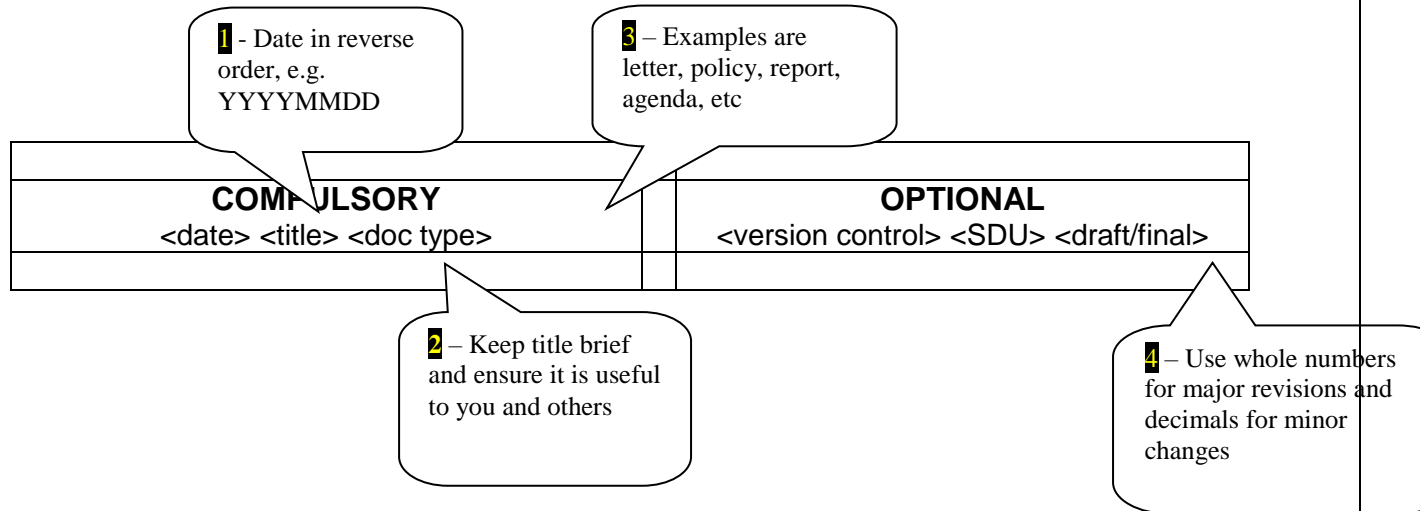 1 - Date in reverse
order, e.g.
YYYYMMDD
3 – Examples are
letter, policy, report,
agenda, etc
COMPULSORY
<date> <title> <doc type>
OPTIONAL
<version control> <SDU> <draft/final>
2 – Keep title brief
and ensure it is useful
to you and others
4 – Use whole numbers
for major revisions and
decimals for minor
changes